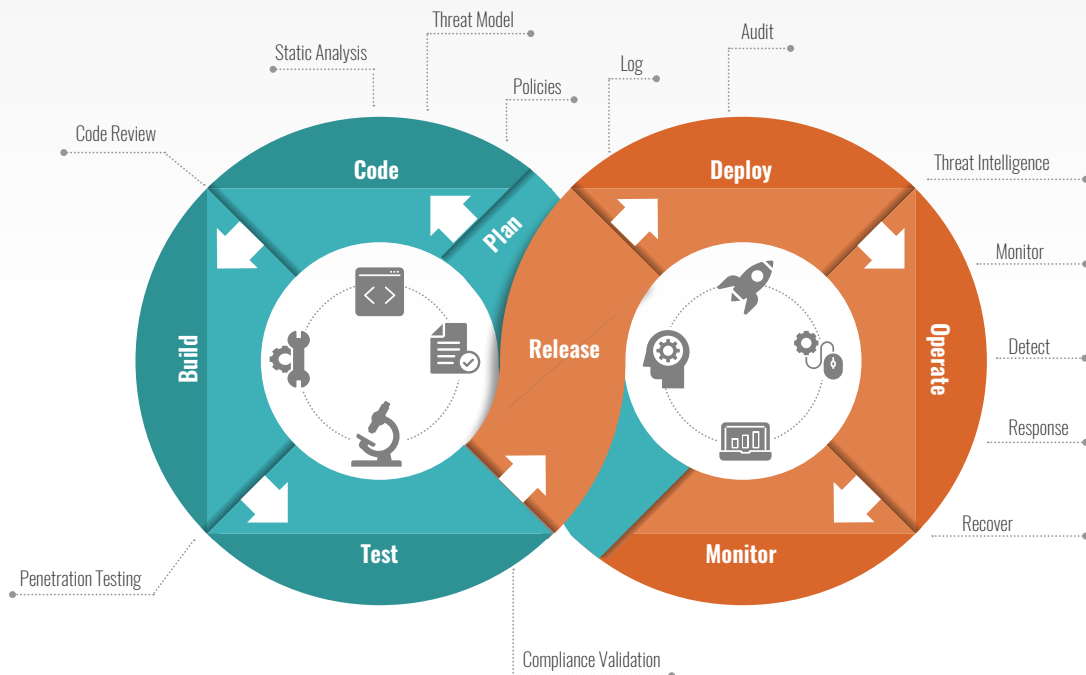 Threat Model
Static Analysis
Policies
Code Review
Log
Audit
Threat Intelligence
Monitor
Detect
Response
Recover
Code
Plan
Build
Test
Release
Deploy
Operate
Monitor
Penetration Testing
Compliance Validation